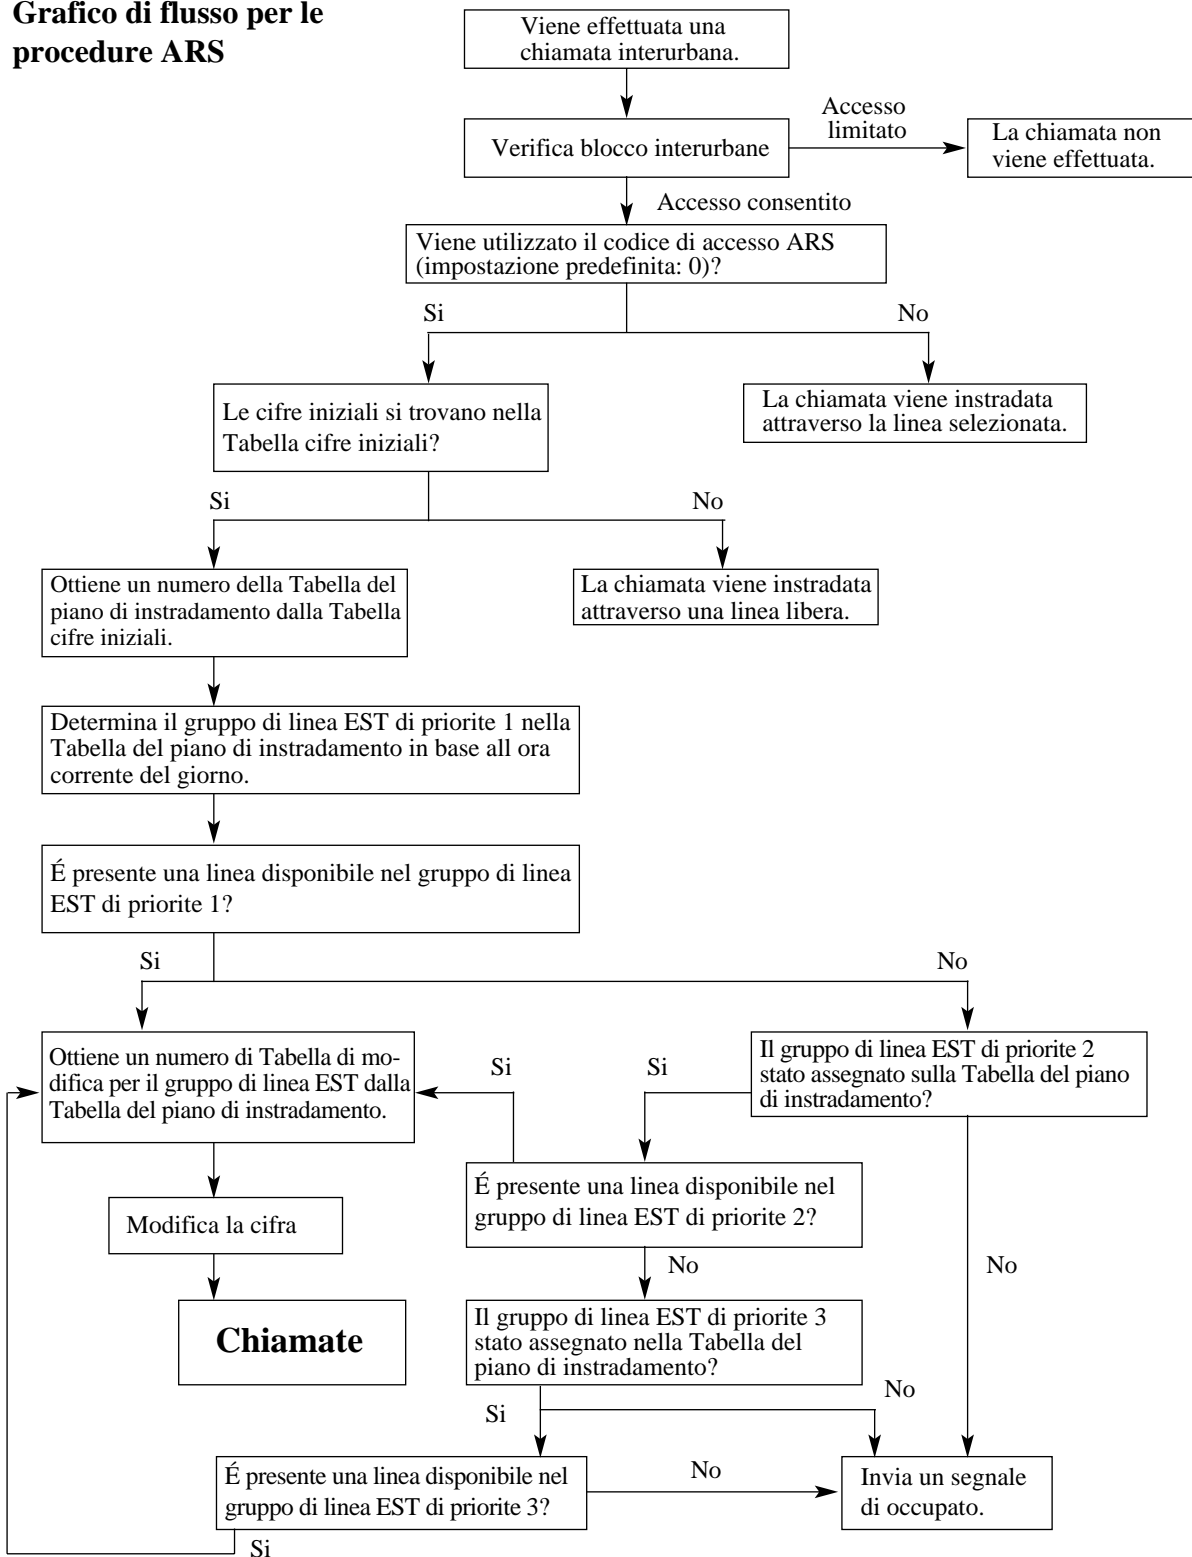 Grafico di flusso per le
procedure ARS
Viene effettuata una
chiamata interurbana.
Verifica blocco interurbane
Accesso
limitato
La chiamata non
viene effettuata.
Accesso consentito
Viene utilizzato il codice di accesso ARS
(impostazione predefinita: 0)?
Si
No
Le cifre iniziali si trovano nella
Tabella cifre iniziali?
La chiamata viene instradata
attraverso la linea selezionata.
Si
No
Ottiene un numero della Tabella del
piano di instradamento dalla Tabella
cifre iniziali.
La chiamata viene instradata
attraverso una linea libera.
Determina il gruppo di linea EST di priorite 1 nella
Tabella del piano di instradamento in base all ora
corrente del giorno.
É presente una linea disponibile nel gruppo di linea
EST di priorite 1?
Si
No
Ottiene un numero di Tabella di mo-
difica per il gruppo di linea EST dalla
Tabella del piano di instradamento.
Si
Si
Il gruppo di linea EST di priorite 2
stato assegnato sulla Tabella del piano
di instradamento?
É presente una linea disponibile nel
gruppo di linea EST di priorite 2?
Modifica la cifra
No
No
Chiamate
Il gruppo di linea EST di priorite 3
stato assegnato nella Tabella del
piano di instradamento?
Si
No
É presente una linea disponibile nel
gruppo di linea EST di priorite 3?
No
Invia un segnale
di occupato.
Si